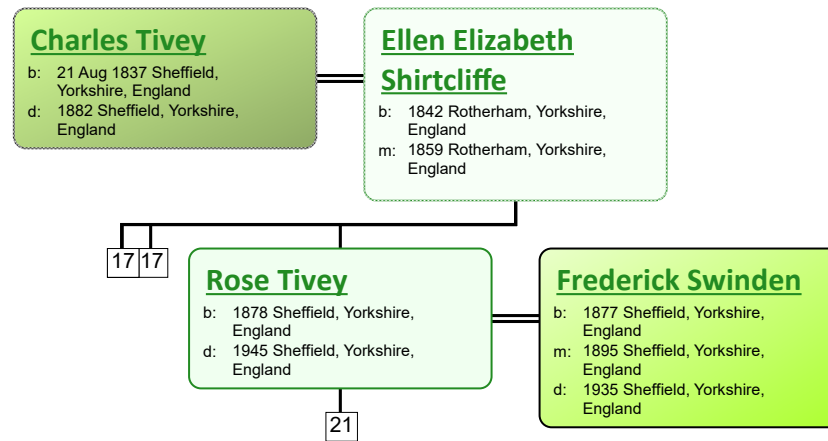 Charles Tivey
b: 21 Aug 1837 Sheffield,
Yorkshire, England
d: 1882 Sheffield, Yorkshire,
England
Ellen Elizabeth
Shirtcliffe
b: 1842 Rotherham, Yorkshire,
England
m: 1859 Rotherham, Yorkshire,
England
17 17
Rose Tivey
b: 1878 Sheffield, Yorkshire,
England
d: 1945 Sheffield, Yorkshire,
England
Frederick Swinden
b: 1877 Sheffield, Yorkshire,
England
m: 1895 Sheffield, Yorkshire,
England
d: 1935 Sheffield, Yorkshire,
England
21